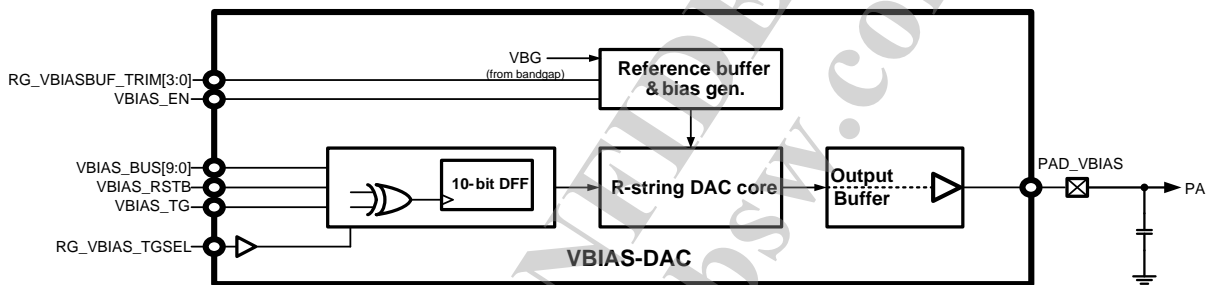 VBG
(from bandgap)
Reference buffer
& bias gen.
RG_VBIASBUF_TRIM[3:0]
VBIAS_EN
VBIAS_BUS[9:0]
VBIAS_RSTB
VBIAS_TG
RG_VBIAS_TGSEL
10-bit DFF
R-string DAC core
Output
Buffer
PAD_VBIAS
PA
VBIAS-DAC